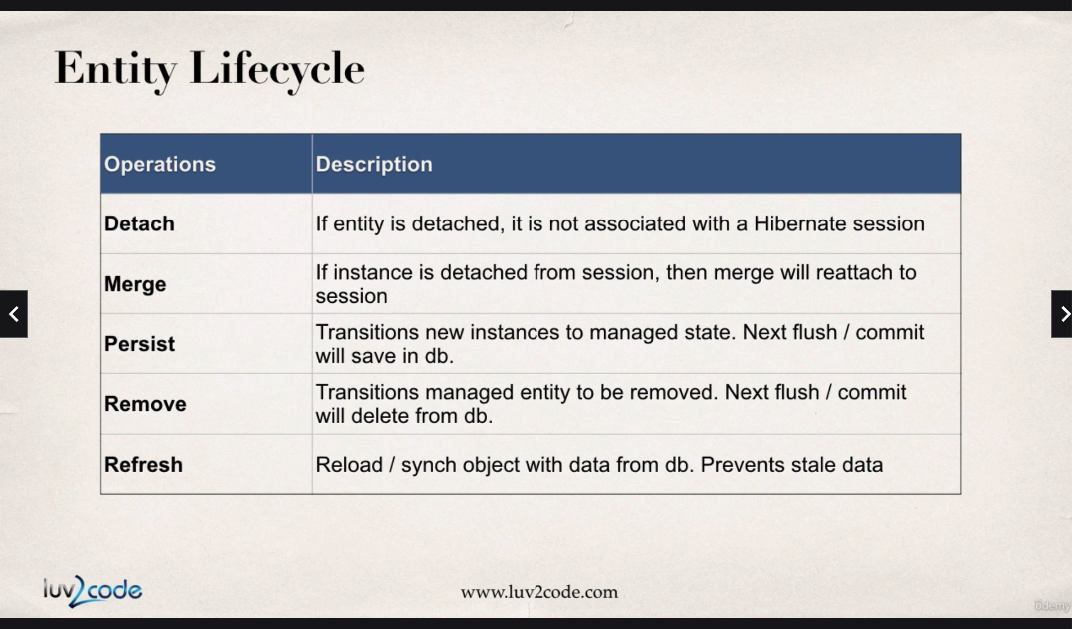 Entity Lifecycle
Operations Description
Detach If entity is detached, it is not associated with a Hibernate session
Merge If instance is detached from session, then merge will reattach to
session
Persist Transitions new instances to managed state. Next flush / commit
will save in db.
Remove Transitions managed entity to be removed. Next flush / commit
will delete from db.
Refresh Reload / synch object with data from db. Prevents stale data
luv2code www.luv2code.com
Udemy